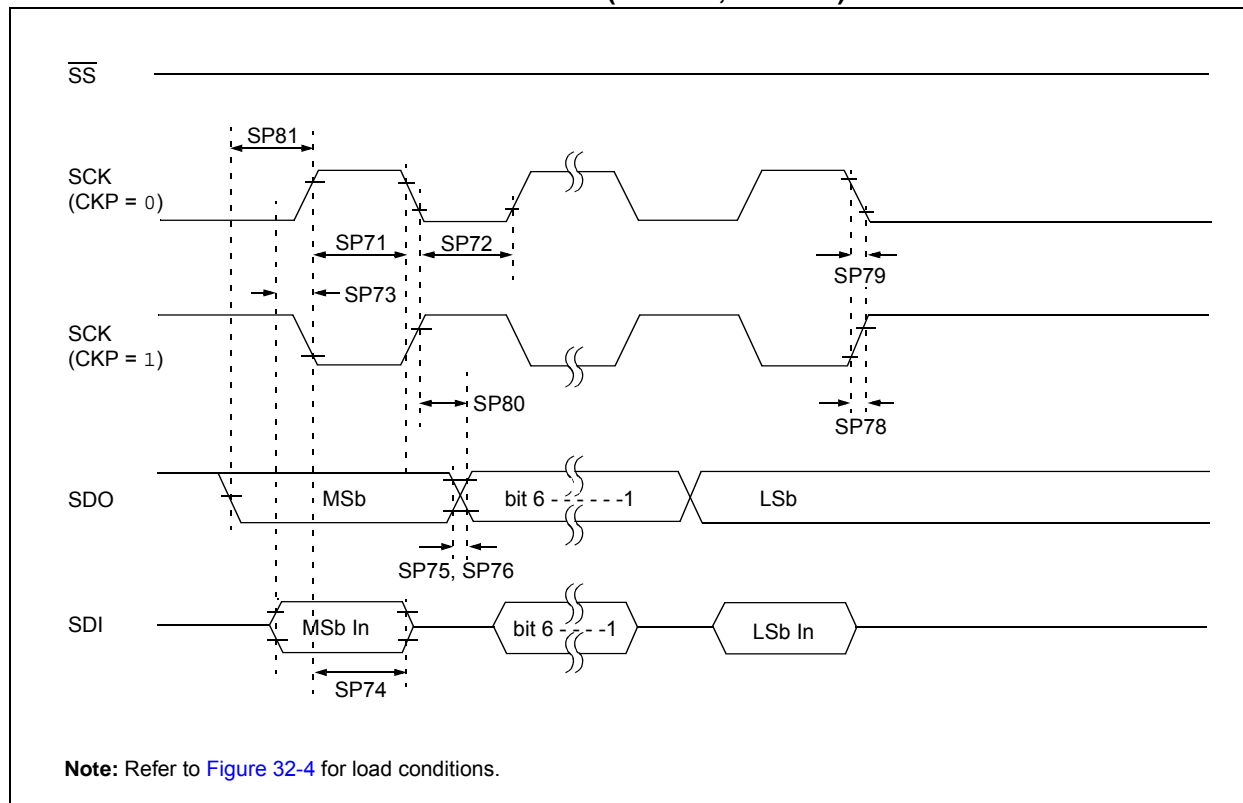 SS
SP81
SCK
(CKP = 0)
SP71
SP72
SP79
SP73
SCK
(CKP = 1)
SP80
SP78
SDO
MSb
bit 6 - - - - - -1
LSb
SP75, SP76
SDI
MSb In
bit 6 - - - -1
LSb In
SP74
Note: Refer to Figure 32-4 for load conditions.